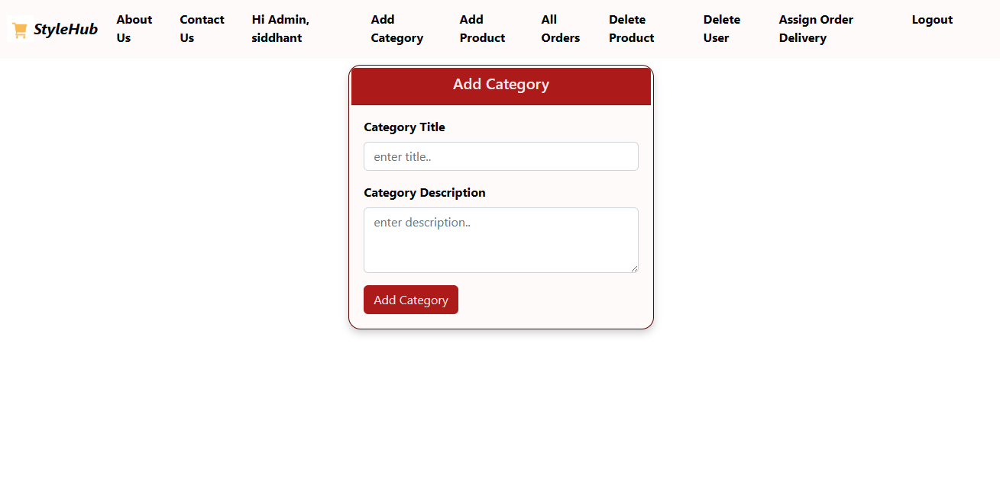 StyleHub
About Us
Contact Us
Hi Admin, siddhant
Add Category
Add Product
All Orders
Delete Product
Delete User
Assign Order Delivery
Logout
Add Category
Category Title
enter title..
Category Description
enter description..
Add Category